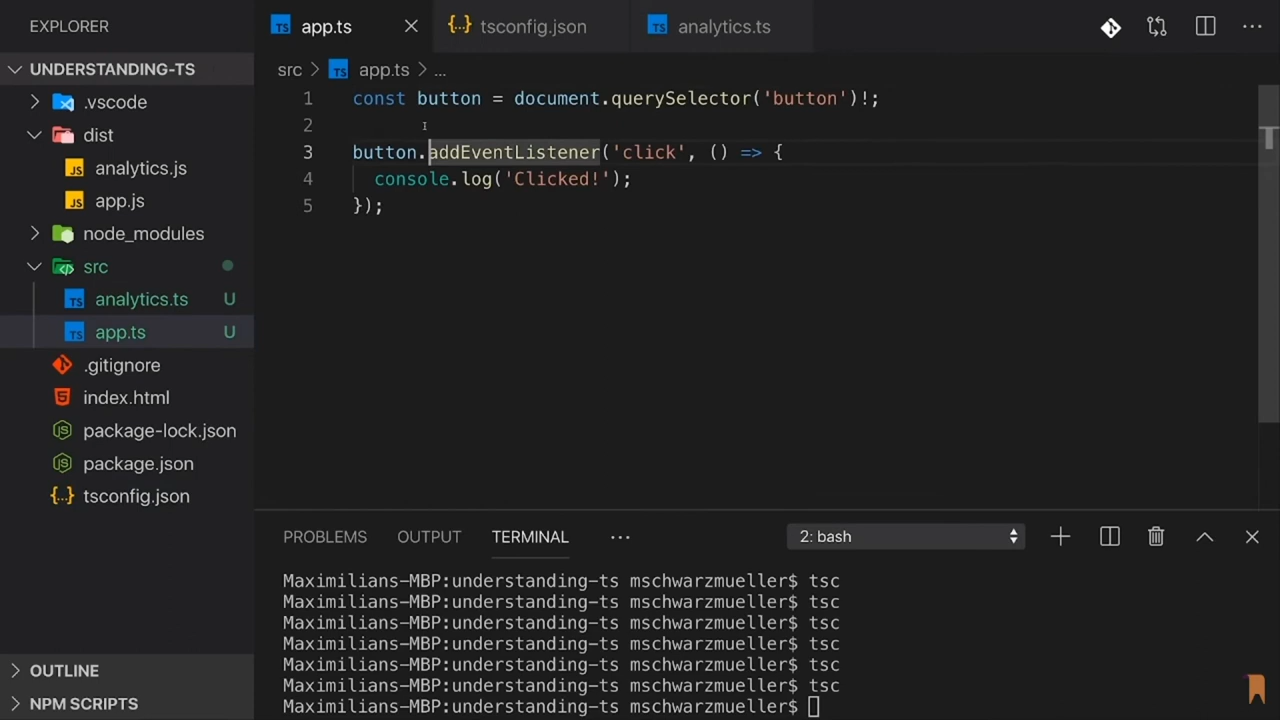 EXPLORER
UNDERSTANDING-TS
.vscode
dist
analytics.js
app.js
node_modules
src
analytics.ts U
app.ts U
.gitignore
index.html
package-lock.json
package.json
tsconfig.json
OUTLINE
NPM SCRIPTS
TS app.ts {..} tsconfig.json TS analytics.ts
src > TS app.ts > ...
1 const button = document.querySelector('button')!;
2
3 button.addEventListener('click', () => {
4 console.log('Clicked!');
5 });
PROBLEMS OUTPUT TERMINAL ... 2: bash
Maximilians-MBP:understanding-ts mschwarzmueller$ tsc
Maximilians-MBP:understanding-ts mschwarzmueller$ tsc
Maximilians-MBP:understanding-ts mschwarzmueller$ tsc
Maximilians-MBP:understanding-ts mschwarzmueller$ tsc
Maximilians-MBP:understanding-ts mschwarzmueller$ tsc
Maximilians-MBP:understanding-ts mschwarzmueller$ tsc
Maximilians-MBP:understanding-ts mschwarzmueller$